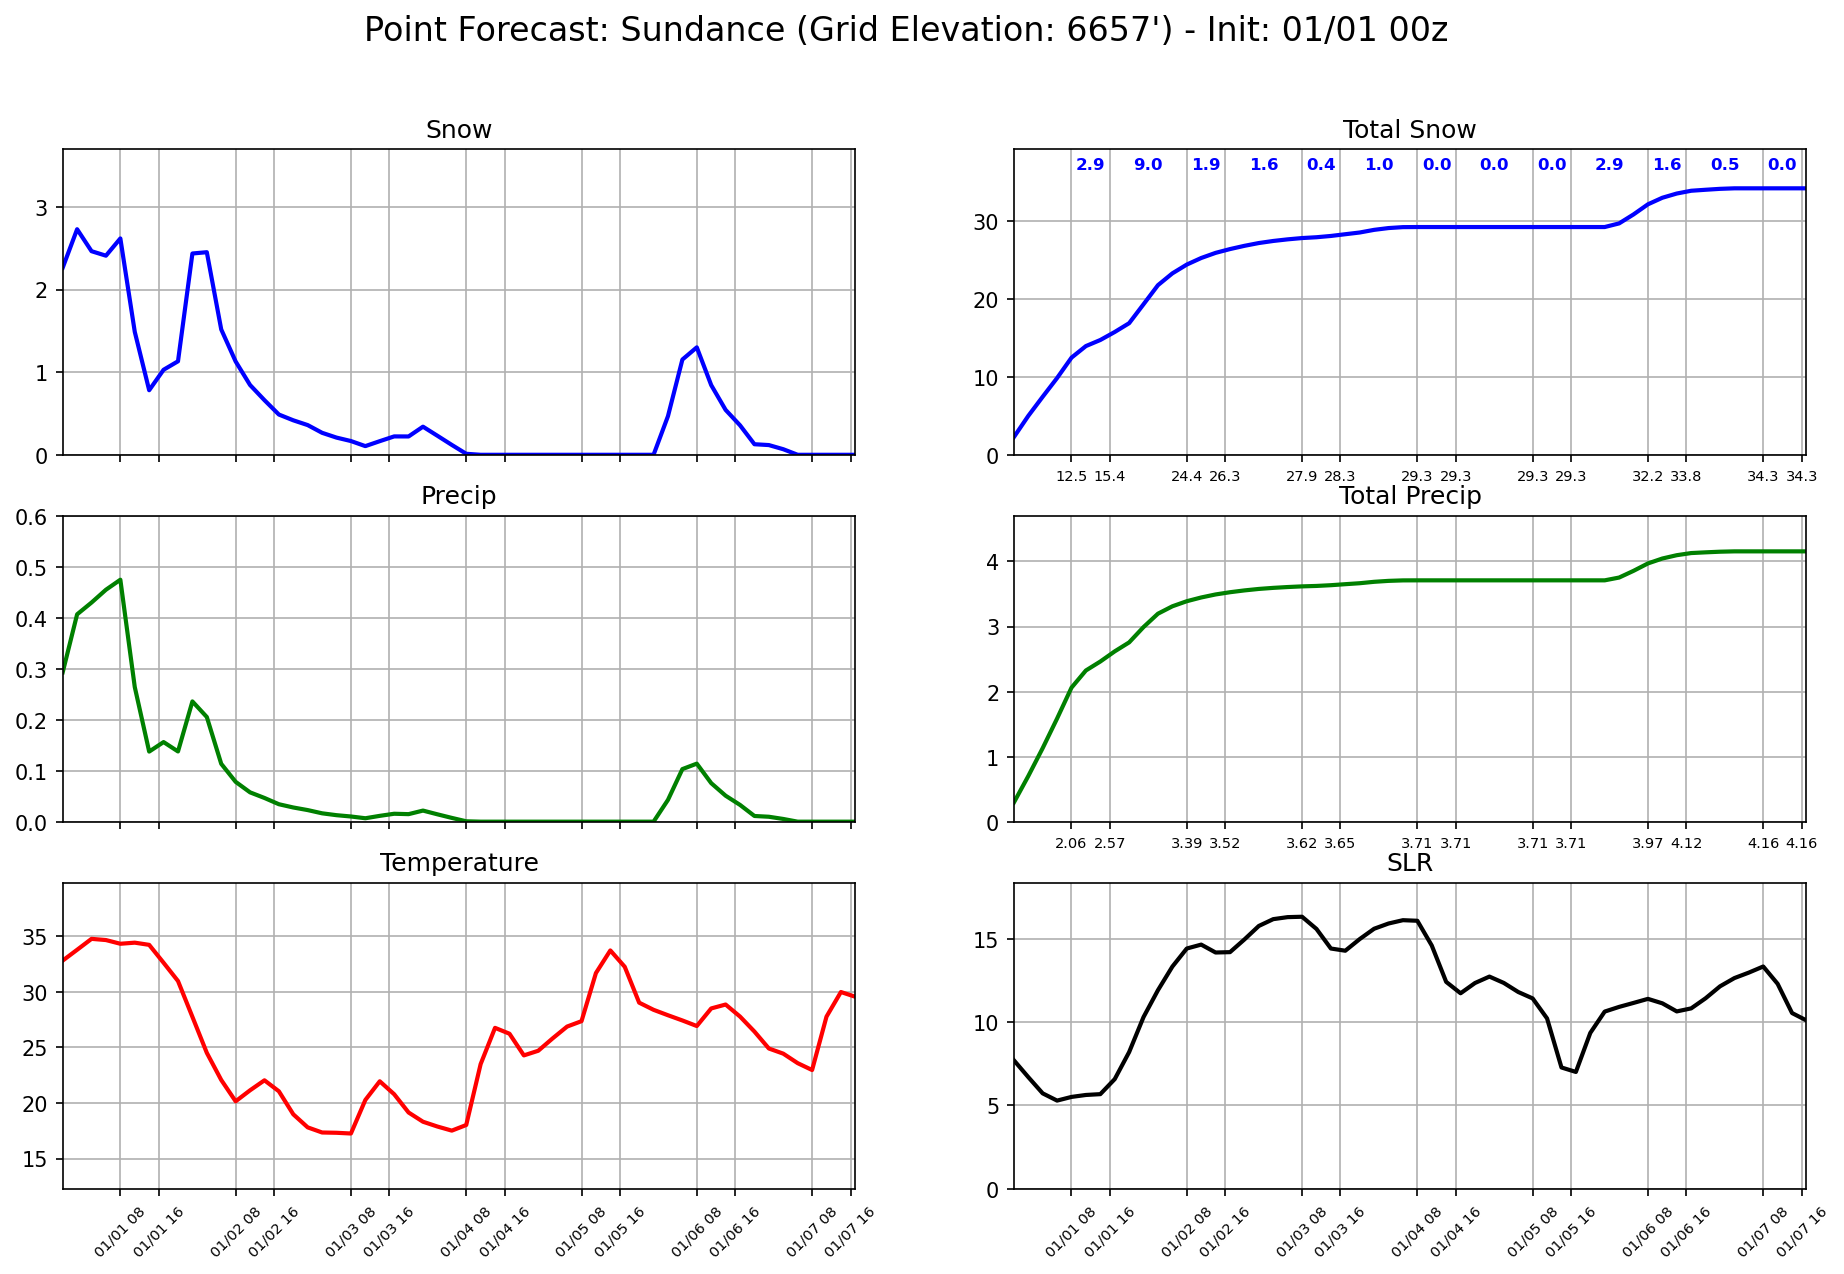 Point Forecast: Sundance (Grid Elevation: 6657') - Init: 01/01 00z
Snow
3
2
1
0
Total Snow
2.9 9.0 1.9 1.6 0.4 1.0 0.0 0.0 0.0 2.9 1.6 0.5 0.0
30
20
10
0
12.5 15.4 24.4 26.3 27.9 28.3 29.3 29.3 29.3 29.3 32.2 33.8 34.3 34.3
Precip
0.6
0.5
0.4
0.3
0.2
0.1
0.0
Total Precip
4
3
2
1
0
2.06 2.57 3.39 3.52 3.62 3.65 3.71 3.71 3.71 3.71 3.97 4.12 4.16 4.16
Temperature
35
30
25
20
15
01/01 08 01/01 16 01/02 08 01/02 16 01/03 08 01/03 16 01/04 08 01/04 16 01/05 08 01/05 16 01/06 08 01/06 16 01/07 08 01/07 16
SLR
15
10
5
0
01/01 08 01/01 16 01/02 08 01/02 16 01/03 08 01/03 16 01/04 08 01/04 16 01/05 08 01/05 16 01/06 08 01/06 16 01/07 08 01/07 16